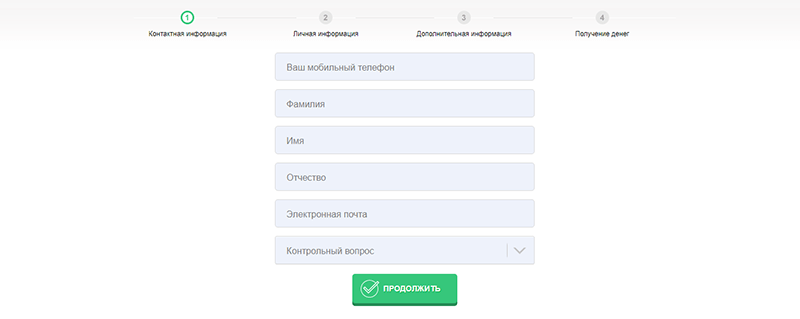 1 2 3 4
Контактная информация Личная информация Дополнительная информация Получение денег
Ваш мобильный телефон
Фамилия
Имя
Отчество
Электронная почта
Контрольный вопрос
ПРОДОЛЖИТЬ